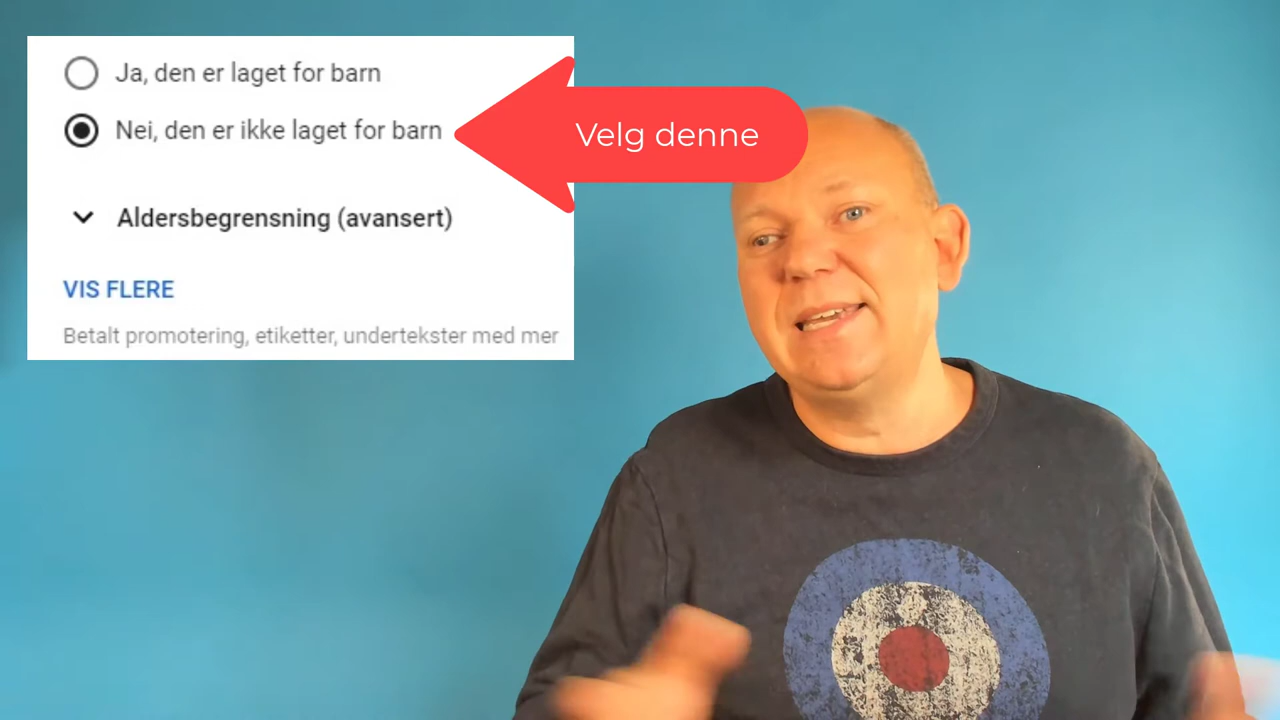 Ja, den er laget for barn
Nei, den er ikke laget for barn
Velg denne
Aldersbegrensning (avansert)
VIS FLERE
Betalt promotering, etiketter, undertekster med mer